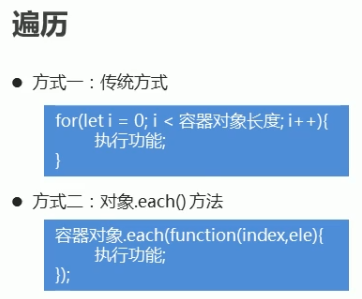 遍历
● 方式一：传统方式
for(let i = 0; i < 容器对象长度; i++){
执行功能;
}
● 方式二：对象.each() 方法
容器对象.each(function(index,ele){
执行功能;
});